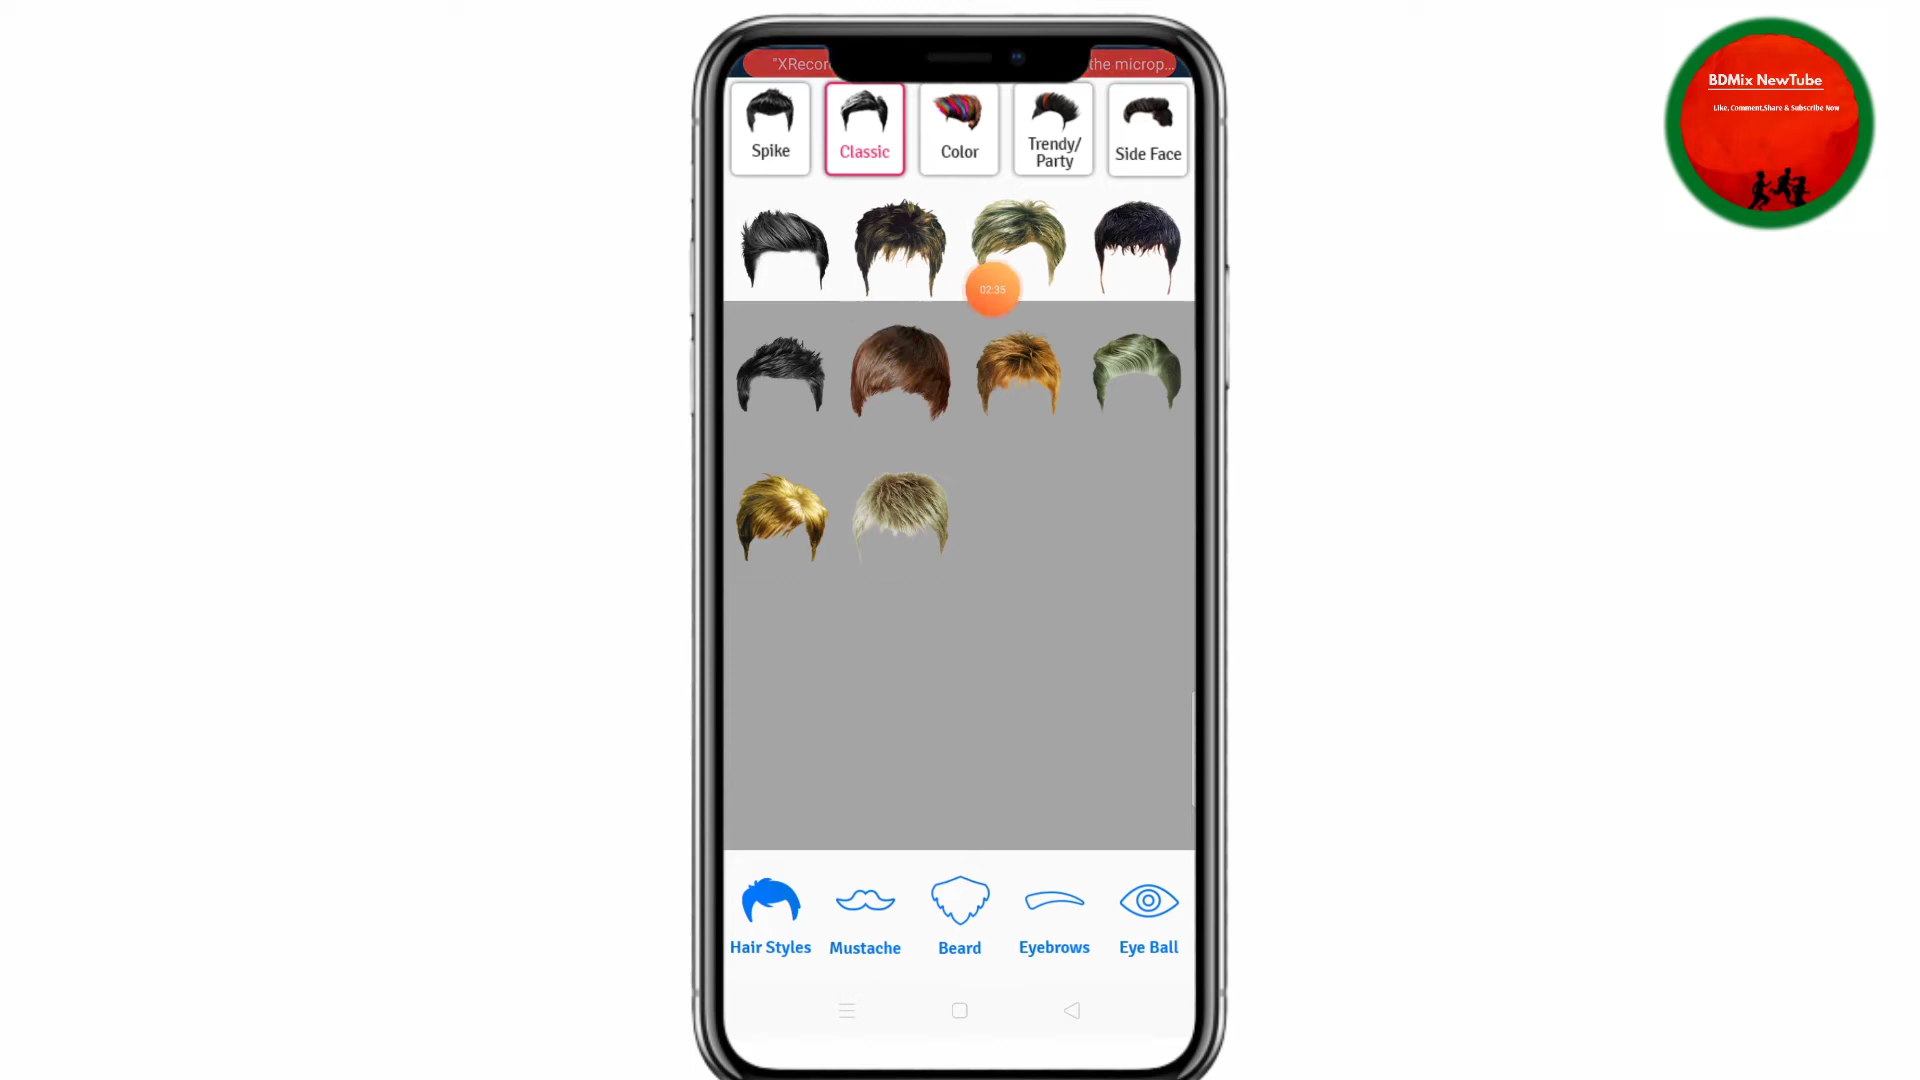 "XRecor
the microp...
BDMix NewTube
Like, Comment,Share & Subscribe Now
Spike
Classic
Color
Trendy/
Party
Side Face
02:35
Hair Styles
Mustache
Beard
Eyebrows
Eye Ball